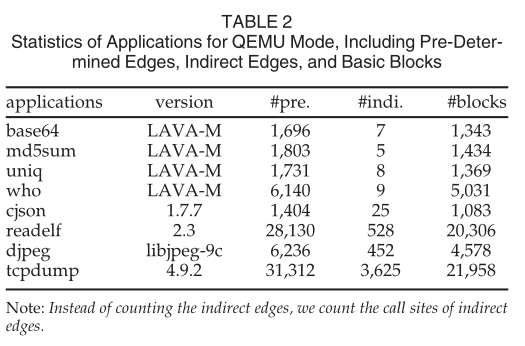 TABLE 2
Statistics of Applications for QEMU Mode, Including Pre-Deter-
mined Edges, Indirect Edges, and Basic Blocks
applications version #pre. #indi. #blocks
base64 LAVA-M 1,696 7 1,343
md5sum LAVA-M 1,803 5 1,434
uniq LAVA-M 1,731 8 1,369
who LAVA-M 6,140 9 5,031
cjson 1.7.7 1,404 25 1,083
readelf 2.3 28,130 528 20,306
djpeg libjpeg-9c 6,236 452 4,578
tcpdump 4.9.2 31,312 3,625 21,958
Note: Instead of counting the indirect edges, we count the call sites of indirect
edges.